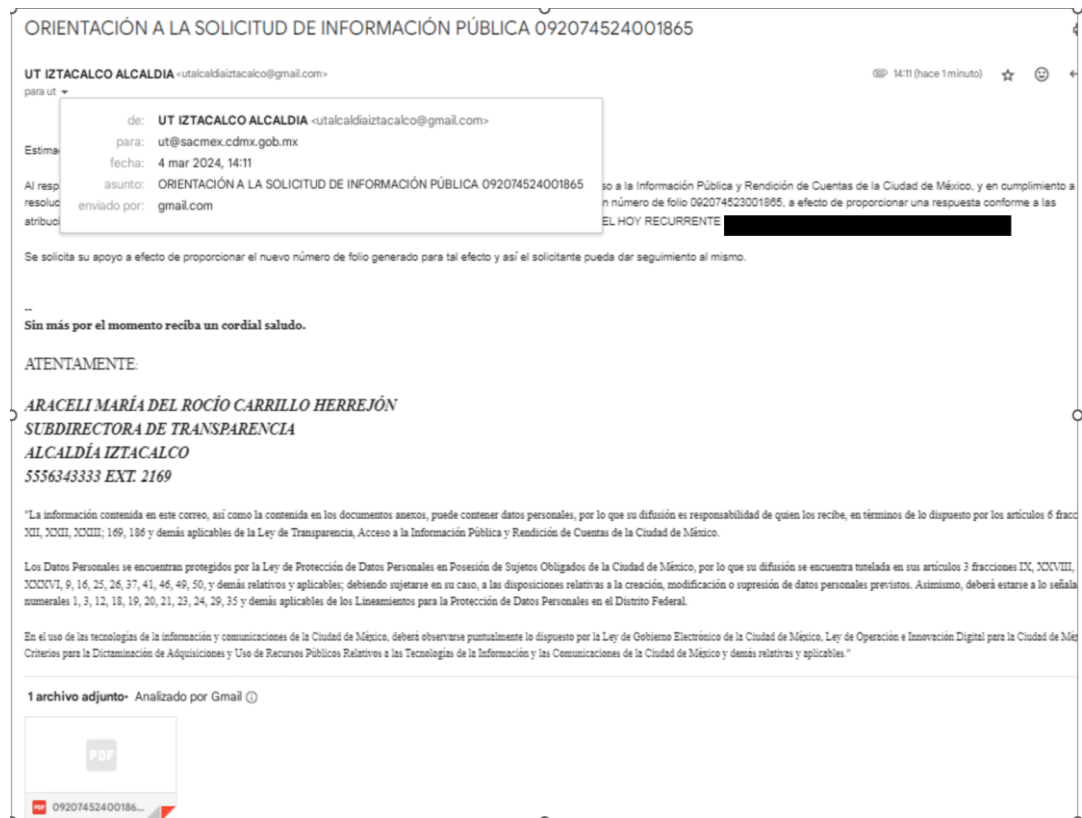 ORIENTACIÓN A LA SOLICITUD DE INFORMACIÓN PÚBLICA 092074524001865
UT IZTACALCO ALCALDIA <utalcaldiaiztacalco@gmail.com>
14:11 (hace 1 minuto)
para ut
de: UT IZTACALCO ALCALDIA <utalcaldiaiztacalco@gmail.com>
para: ut@sacmex.cdmx.gob.mx
fecha: 4 mar 2024, 14:11
asunto: ORIENTACIÓN A LA SOLICITUD DE INFORMACIÓN PÚBLICA 092074524001865
enviado por: gmail.com
Estima
Al resp so a la Información Pública y Rendición de Cuentas de la Ciudad de México, y en cumplimiento a
resoluc n número de folio 092074523001865, a efecto de proporcionar una respuesta conforme a las
atribuci EL HOY RECURRENTE
Se solicita su apoyo a efecto de proporcionar el nuevo número de folio generado para tal efecto y así el solicitante pueda dar seguimiento al mismo.
--
Sin más por el momento reciba un cordial saludo.
ATENTAMENTE:
ARACELI MARÍA DEL ROCÍO CARRILLO HERREJÓN
SUBDIRECTORA DE TRANSPARENCIA
ALCALDÍA IZTACALCO
5556343333 EXT. 2169
"La información contenida en este correo, así como la contenida en los documentos anexos, puede contener datos personales, por lo que su difusión es responsabilidad de quien los recibe, en términos de lo dispuesto por los artículos 6 fracc
XII, XXII, XXIII; 169, 186 y demás aplicables de la Ley de Transparencia, Acceso a la Información Pública y Rendición de Cuentas de la Ciudad de México.
Los Datos Personales se encuentran protegidos por la Ley de Protección de Datos Personales en Posesión de Sujetos Obligados de la Ciudad de México, por lo que su difusión se encuentra tutelada en sus artículos 3 fracciones IX, XXVIII,
XXXVI, 9, 16, 25, 26, 37, 41, 46, 49, 50, y demás relativos y aplicables; debiendo sujetarse en su caso, a las disposiciones relativas a la creación, modificación o supresión de datos personales previstos. Asimismo, deberá estarse a lo señala
numerales 1, 3, 12, 18, 19, 20, 21, 23, 24, 29, 35 y demás aplicables de los Lineamientos para la Protección de Datos Personales en el Distrito Federal.
En el uso de las tecnologías de la información y comunicaciones de la Ciudad de México, deberá observarse puntualmente lo dispuesto por la Ley de Gobierno Electrónico de la Ciudad de México, Ley de Operación e Innovación Digital para la Ciudad de Méx
Criterios para la Dictaminación de Adquisiciones y Uso de Recursos Públicos Relativos a las Tecnologías de la Información y las Comunicaciones de la Ciudad de México y demás relativas y aplicables."
1 archivo adjunto• Analizado por Gmail
PDF
PDF 09207452400186...